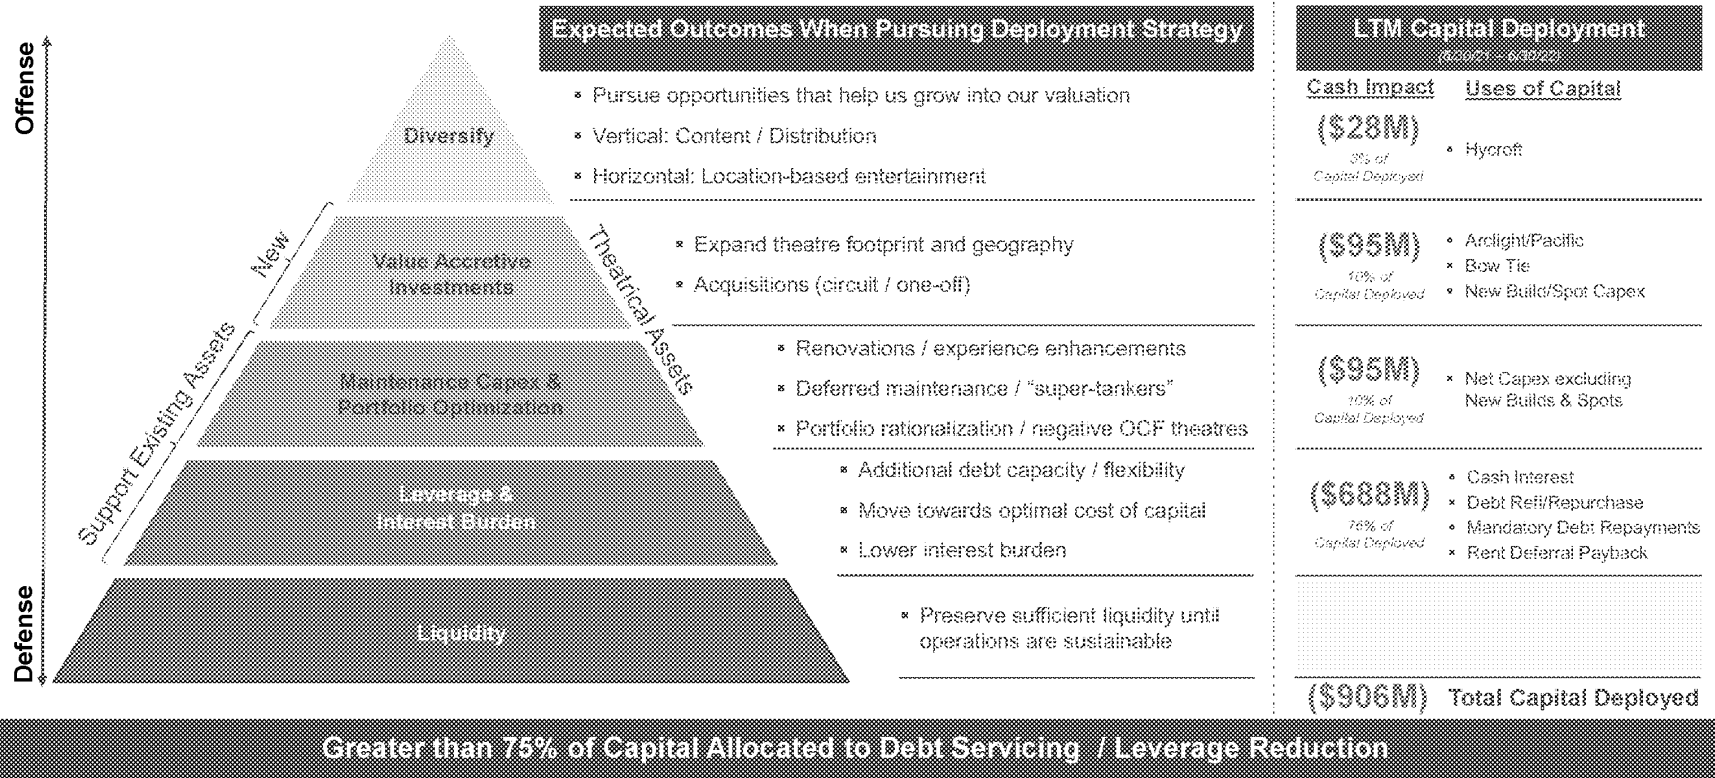 Offense
Defense
Support Existing Assets
New
Theatrical Assets
Diversify
Value Accretive
Investments
Maintenance Capex &
Portfolio Optimization
Leverage &
Interest Burden
Liquidity
Expected Outcomes When Pursuing Deployment Strategy
Pursue opportunities that help us grow into our valuation
Vertical: Content / Distribution
Horizontal: Location-based entertainment
Expand theatre footprint and geography
Acquisitions (circuit / one-off)
Renovations / experience enhancements
Deferred maintenance / “super-tankers”
Portfolio rationalization / negative OCF theatres
Additional debt capacity / flexibility
Move towards optimal cost of capital
Lower interest burden
Preserve sufficient liquidity until
operations are sustainable
LTM Capital Deployment
Cash Impact Uses of Capital
($28M)
3% of
Capital Deployed
Hycroft
($95M)
10% of
Capital Deployed
Arclight/Pacific
Bow Tie
New Build/Spot Capex
($95M)
10% of
Capital Deployed
Net Capex excluding
New Builds & Spots
($688M)
76% of
Capital Deployed
Cash Interest
Debt Refi/Repurchase
Mandatory Debt Repayments
Rent Deferral Payback
($906M) Total Capital Deployed
Greater than 75% of Capital Allocated to Debt Servicing / Leverage Reduction